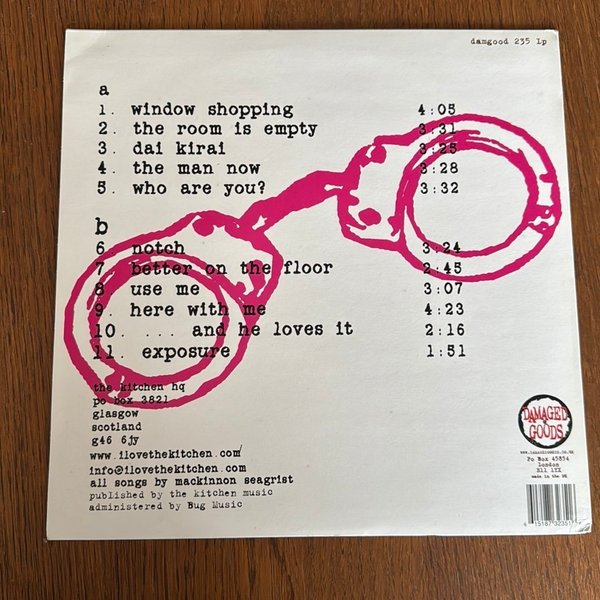 damgood 235 Lp
a
1. window shopping 4:05
2. the room is empty 3:31
3. dai kirai 3:25
4. the man now 3:28
5. who are you? 3:32
b
6 notch 3:24
7 better on the floor 2:45
8 use me 3:07
9. here with me 4:23
10. ... and he loves it 2:16
11. exposure 1:51
the kitchen hq
po box 3821
glasgow
scotland
g46 6jy
www.ilovethekitchen.com/
info@ilovethekitchen.com
all songs by mackinnon seagrist
published by the kitchen music
administered by Bug Music
DAMAGED
GOODS
Po Box 45854
London
E11 1YX
made in the UK